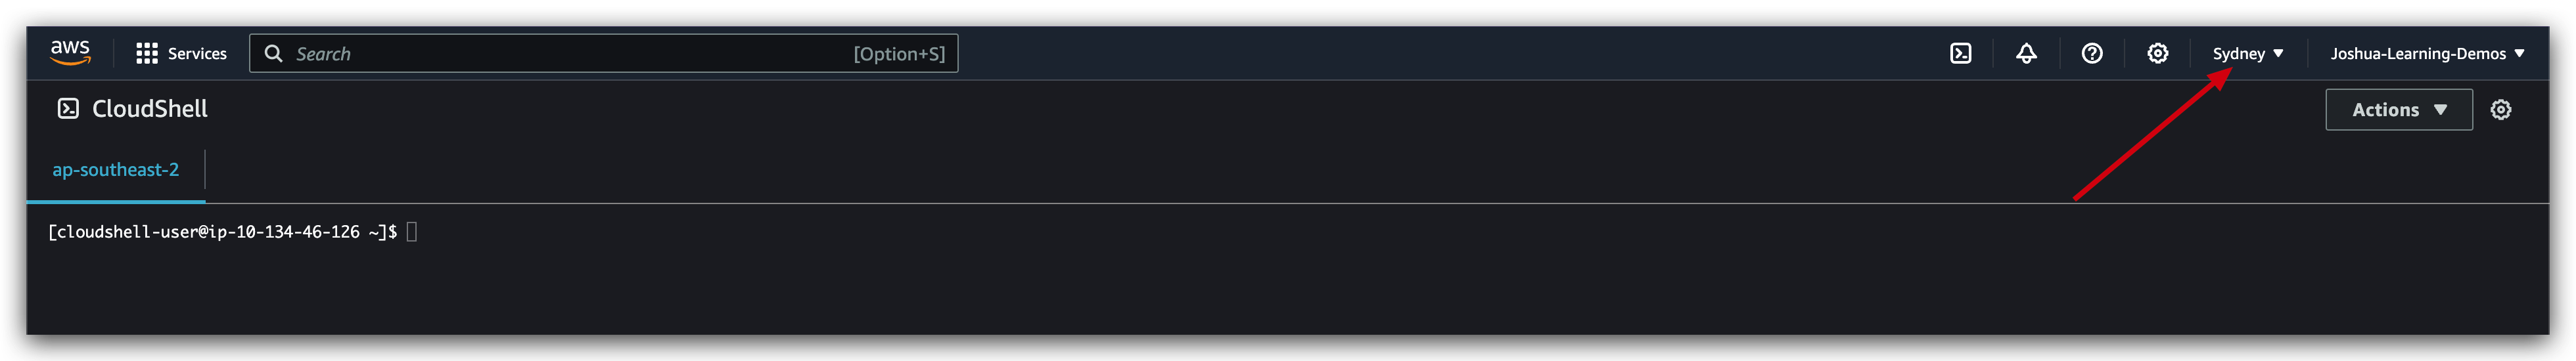 aws Services Search [Option+S] Sydney Joshua-Learning-Demos
CloudShell Actions
ap-southeast-2
[cloudshell-user@ip-10-134-46-126 ~]$